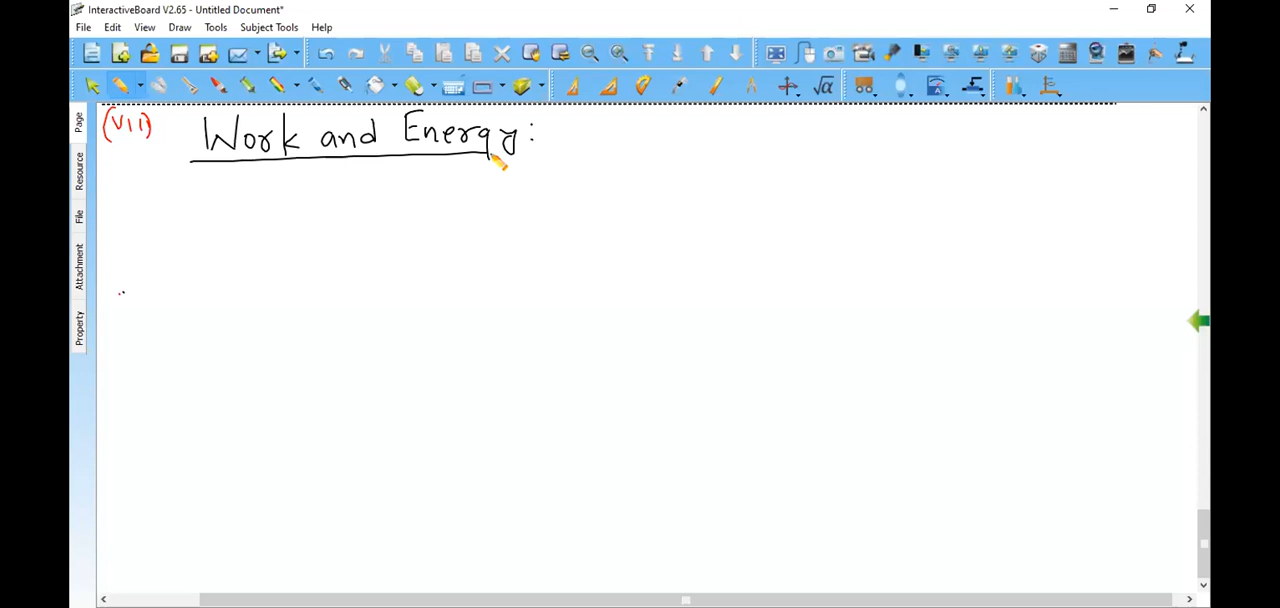 InteractiveBoard V2.65 - Untitled Document*
File Edit View Draw Tools Subject Tools Help
Page
Resource
File
Attachment
Property
(VII) Work and Energy: